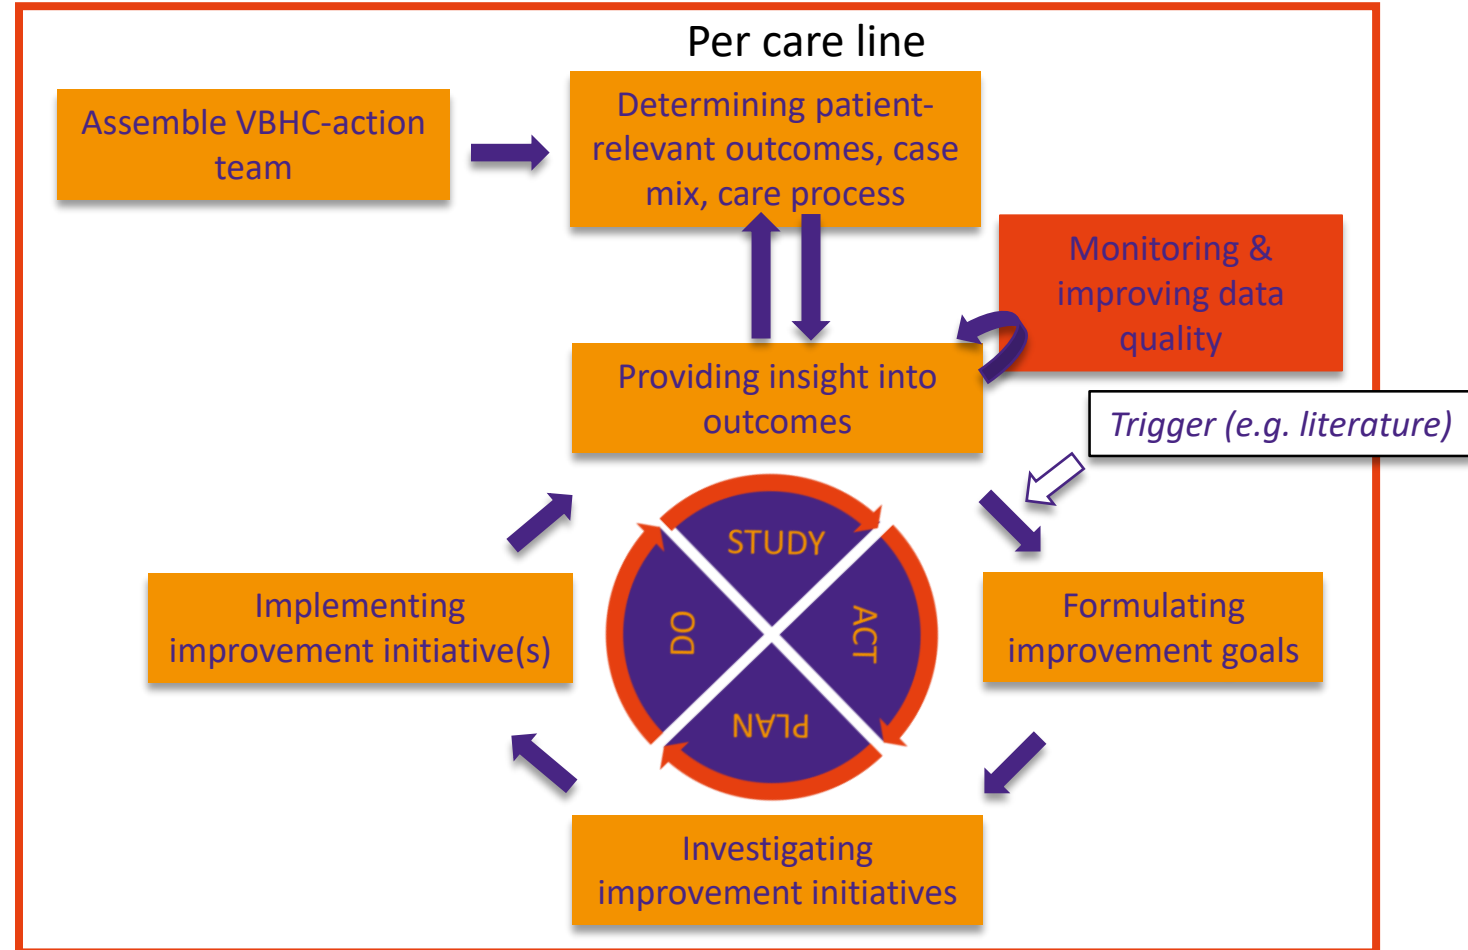 Per care line
Assemble VBHC-action
team
Determining patient-
relevant outcomes, case
mix, care process
Monitoring &
improving data
quality
Providing insight into
outcomes
Trigger (e.g. literature)
STUDY
ACT
PLAN
DO
Implementing
improvement initiative(s)
Formulating
improvement goals
Investigating
improvement initiatives